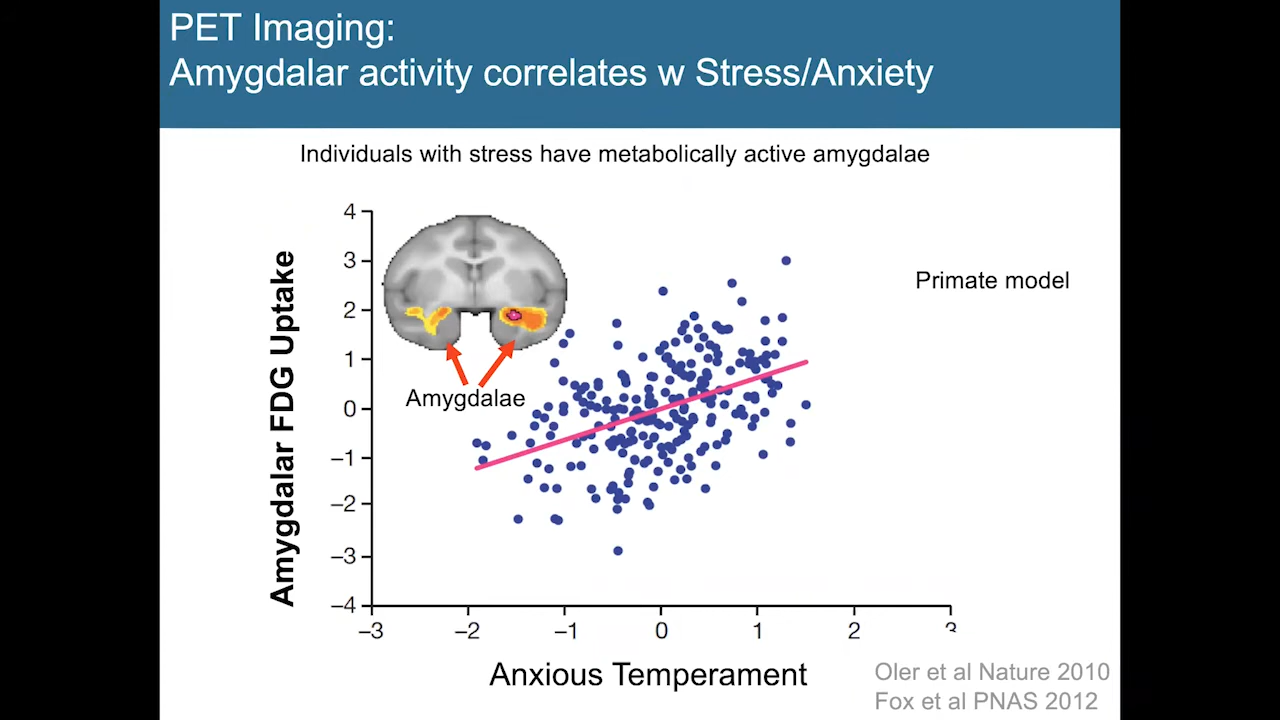 PET Imaging:
Amygdalar activity correlates w Stress/Anxiety
Individuals with stress have metabolically active amygdalae
Amygdalar FDG Uptake
4
3
2
1
0
−1
−2
−3
−4
Amygdalae
Primate model
−3
−2
−1
0
1
2
3
Anxious Temperament
Oler et al Nature 2010
Fox et al PNAS 2012